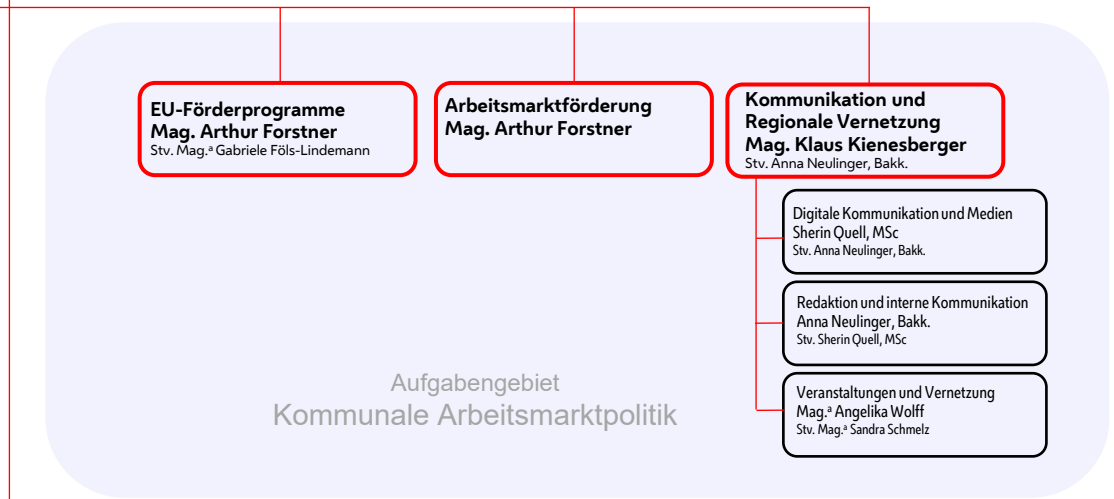 EU-Förderprogramme
Mag. Arthur Forstner
Stv. Mag.ª Gabriele Föls-Lindemann
Arbeitsmarktförderung
Mag. Arthur Forstner
Kommunikation und
Regionale Vernetzung
Mag. Klaus Kienesberger
Stv. Anna Neulinger, Bakk.
Digitale Kommunikation und Medien
Sherin Quell, MSc
Stv. Anna Neulinger, Bakk.
Redaktion und interne Kommunikation
Anna Neulinger, Bakk.
Stv. Sherin Quell, MSc
Veranstaltungen und Vernetzung
Mag.ª Angelika Wolff
Stv. Mag.ª Sandra Schmelz
Aufgabengebiet
Kommunale Arbeitsmarktpolitik